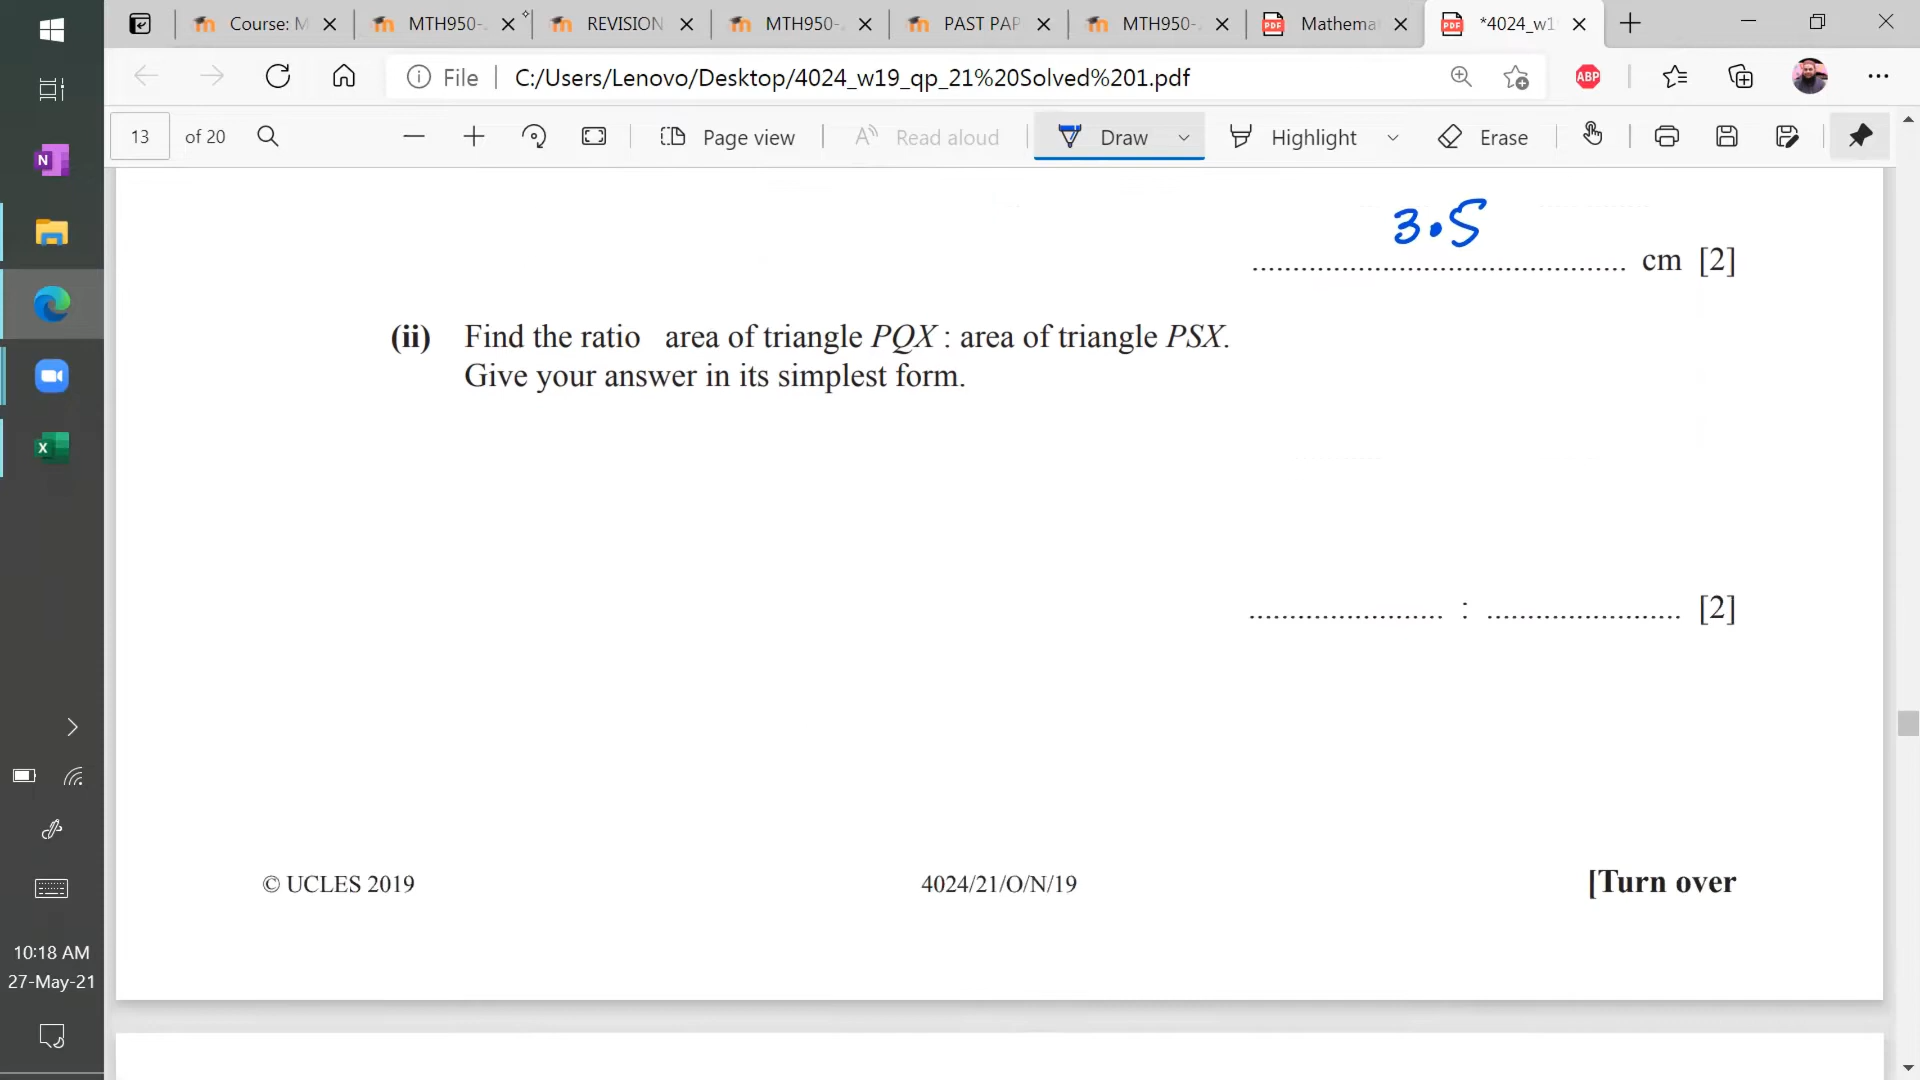 Course: M
MTH950-
REVISION
MTH950-
PAST PAP
MTH950-
Mathema
*4024_w1
File
C:/Users/Lenovo/Desktop/4024_w19_qp_21%20Solved%201.pdf
ABP
13 of 20
Page view
Read aloud
Draw
Highlight
Erase
3.5
.............................................. cm [2]
(ii) Find the ratio area of triangle PQX : area of triangle PSX.
Give your answer in its simplest form.
........................ : ........................ [2]
© UCLES 2019
4024/21/O/N/19
[Turn over
10:18 AM
27-May-21